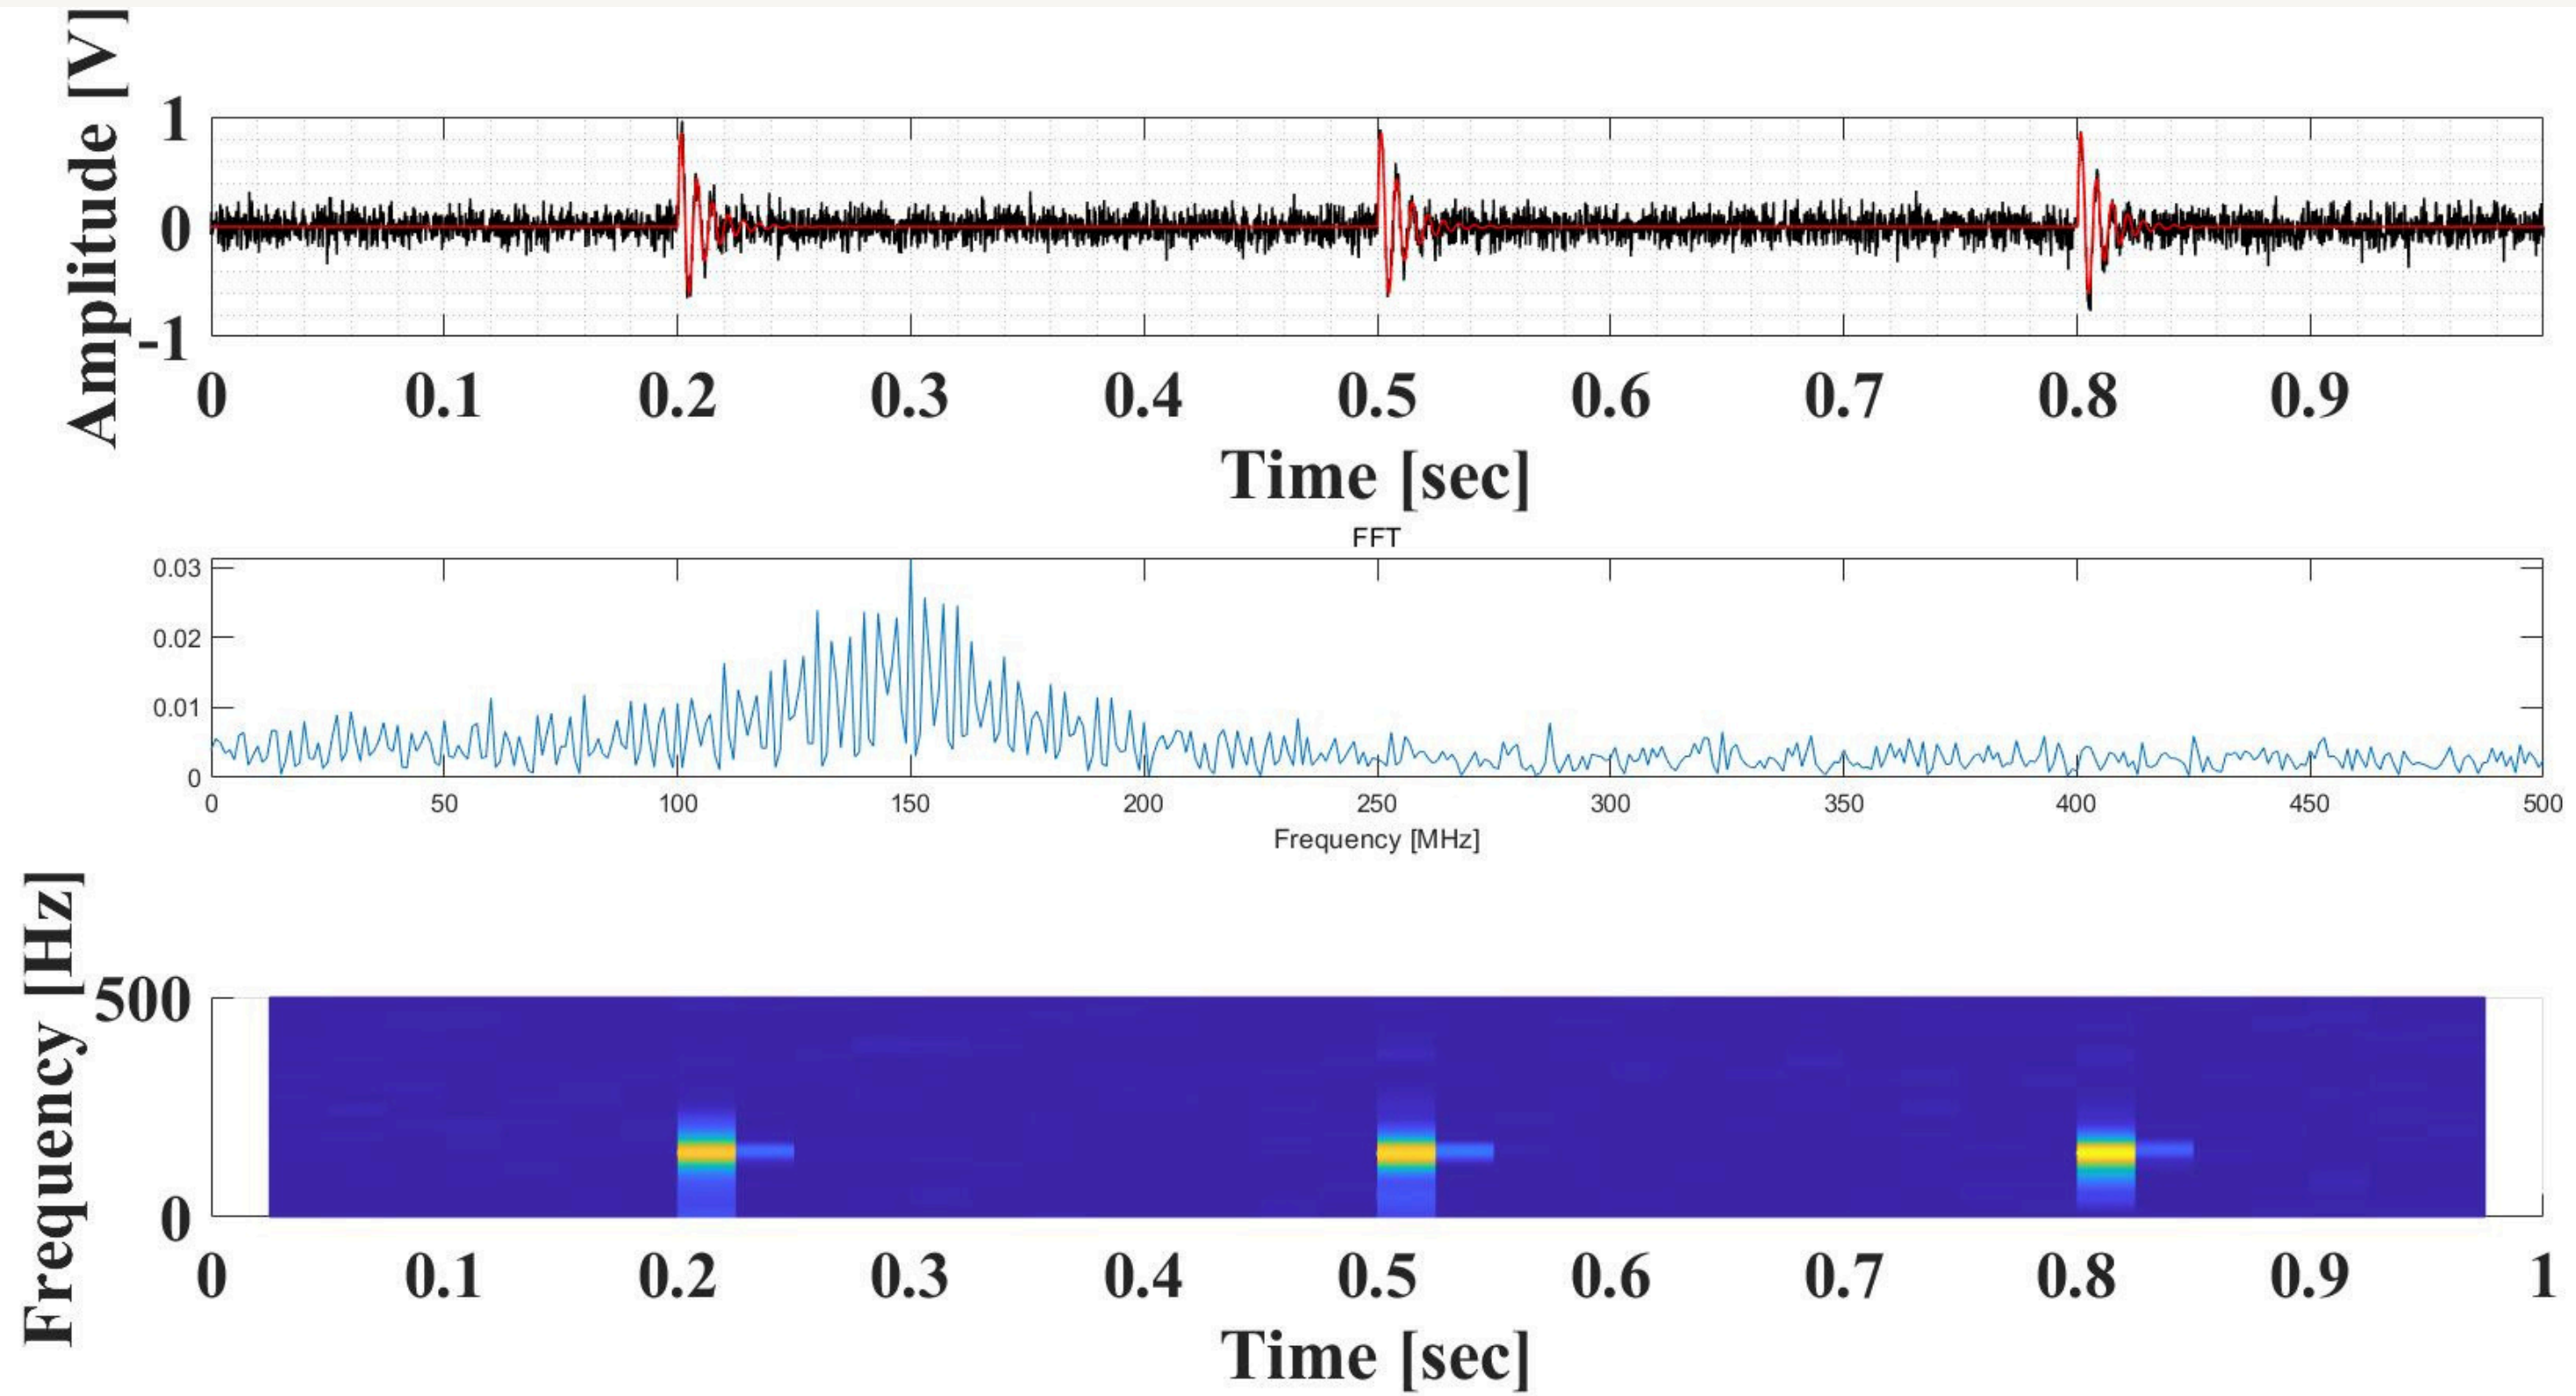 Amplitude [V]
1
0
-1
0 0.1 0.2 0.3 0.4 0.5 0.6 0.7 0.8 0.9
Time [sec]
FFT
0.03
0.02
0.01
0
0 50 100 150 200 250 300 350 400 450 500
Frequency [MHz]
Frequency [Hz]
500
0
0 0.1 0.2 0.3 0.4 0.5 0.6 0.7 0.8 0.9 1
Time [sec]